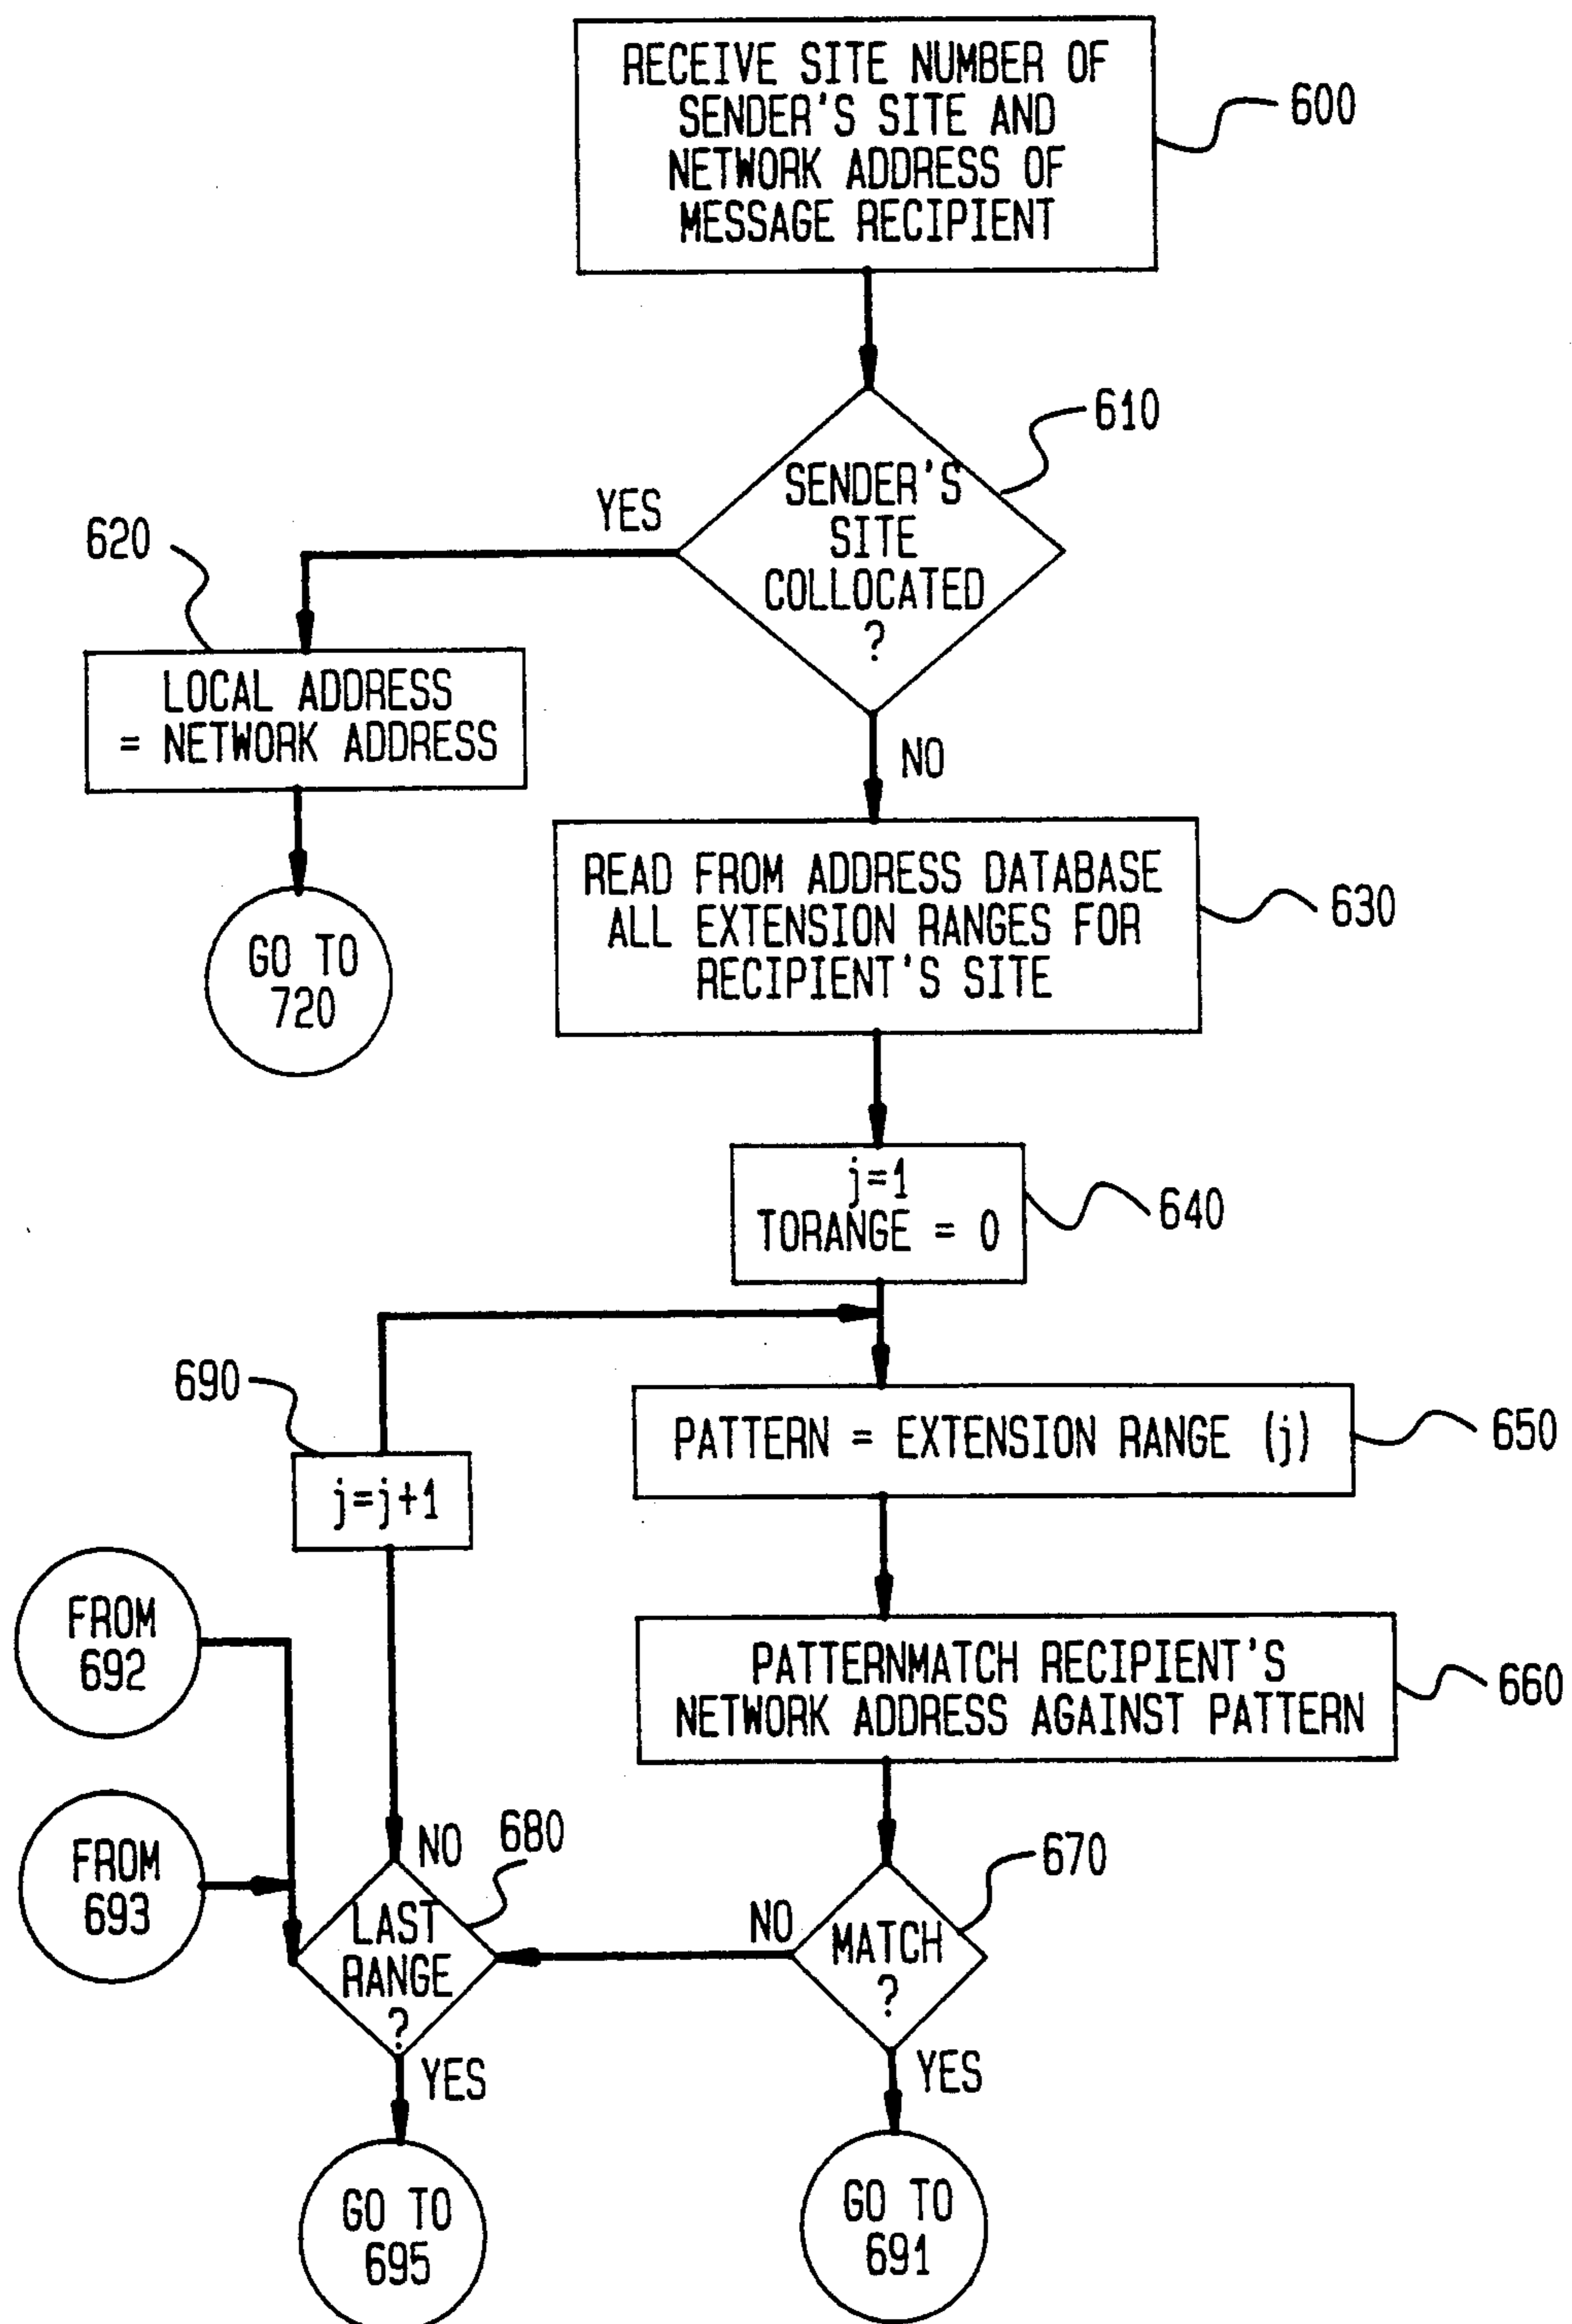 RECEIVE SITE NUMBER OF
SENDER'S SITE AND
NETWORK ADDRESS OF
MESSAGE RECIPIENT
600
610
SENDER'S
SITE
COLLOCATED
?
YES
620
LOCAL ADDRESS
= NETWORK ADDRESS
NO
GO TO
720
READ FROM ADDRESS DATABASE
ALL EXTENSION RANGES FOR
RECIPIENT'S SITE
630
j=1
TORANGE = 0
640
690
j=j+1
PATTERN = EXTENSION RANGE (j)
650
FROM
692
PATTERNMATCH RECIPIENT'S
NETWORK ADDRESS AGAINST PATTERN
660
FROM
693
NO
680
LAST
RANGE
?
NO
MATCH
?
670
YES
GO TO
695
YES
GO TO
691